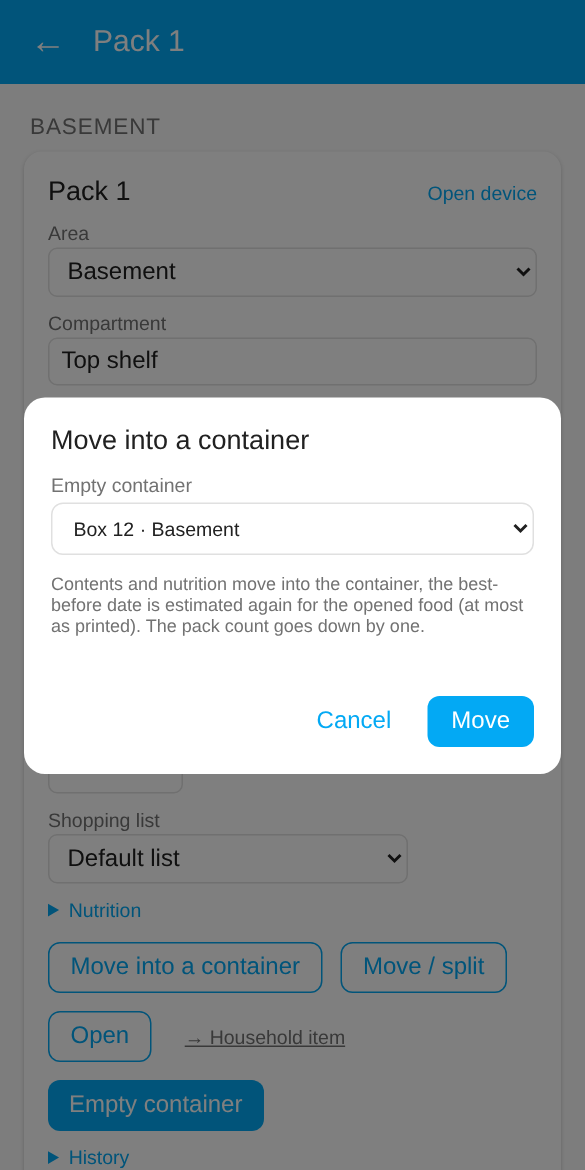 ← Pack 1
BASEMENT
Pack 1
Open device
Area
Basement
Compartment
Top shelf
Move into a container
Empty container
Box 12 · Basement
Contents and nutrition move into the container, the best-
before date is estimated again for the opened food (at most
as printed). The pack count goes down by one.
Cancel
Move
Shopping list
Default list
Nutrition
Move into a container
Move / split
Open
→ Household item
Empty container
History